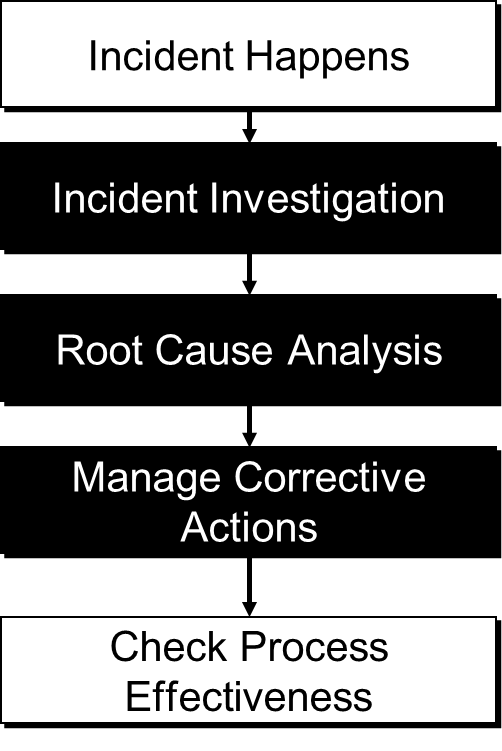 Incident Happens
Incident Investigation
Root Cause Analysis
Manage Corrective
Actions
Check Process
Effectiveness